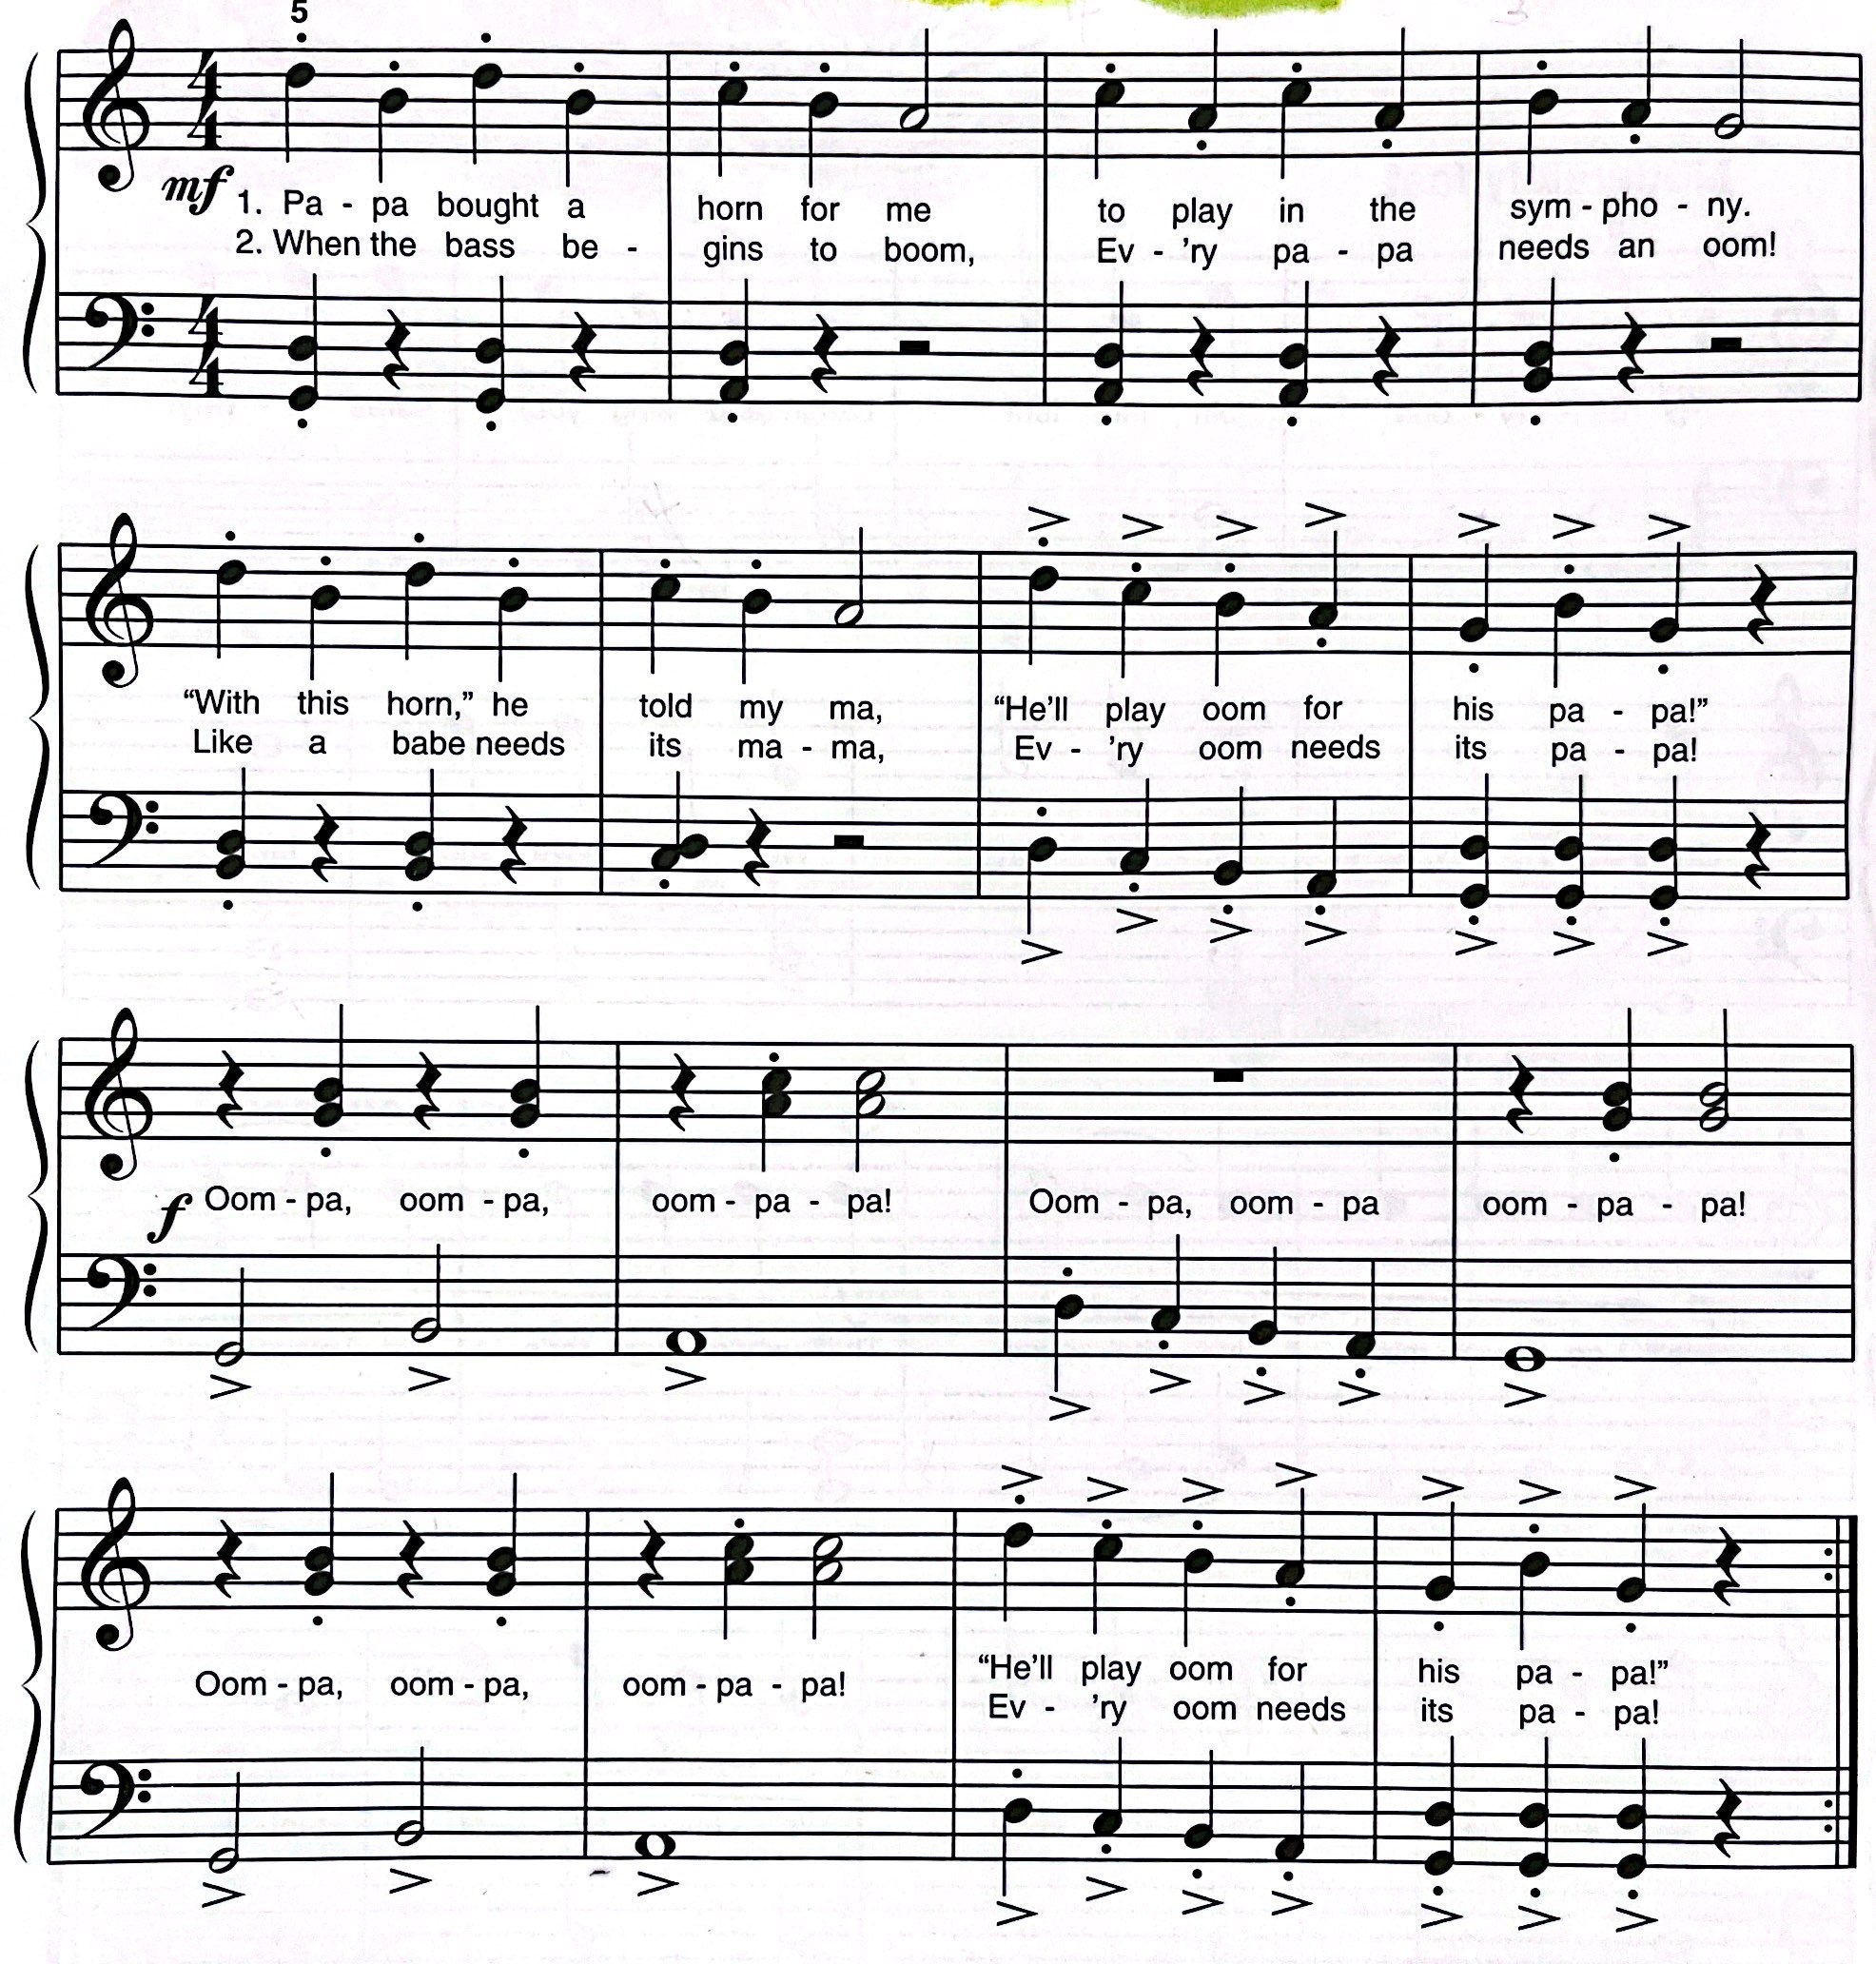 5
4
4
mf 1. Pa - pa bought a horn for me to play in the sym - pho - ny.
2. When the bass be - gins to boom, Ev - 'ry pa - pa needs an oom!
4
4
“With this horn,” he told my ma, “He'll play oom for his pa - pa!”
Like a babe needs its ma - ma, Ev - 'ry oom needs its pa - pa!
f Oom - pa, oom - pa, oom - pa - pa! Oom - pa, oom - pa oom - pa - pa!
Oom - pa, oom - pa, oom - pa - pa! “He'll play oom for his pa - pa!”
Ev - 'ry oom needs its pa - pa!